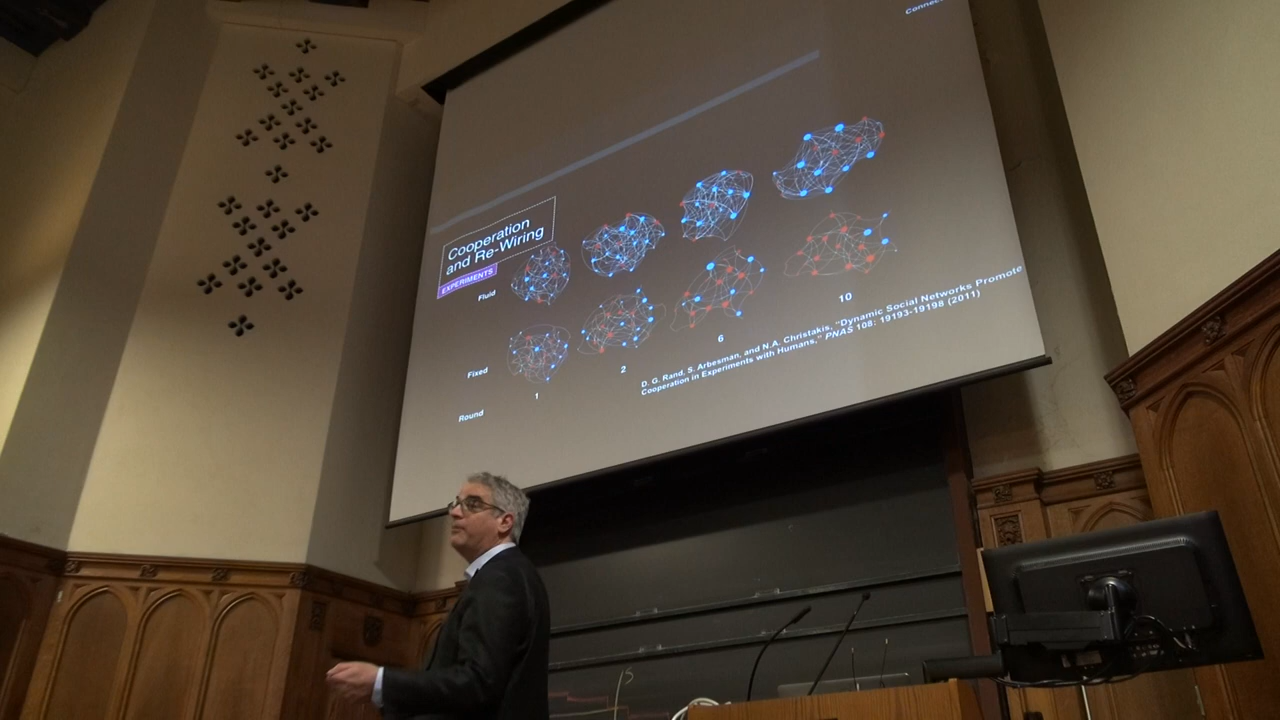 Connec
Cooperation
and Re-Wiring
EXPERIMENTS
Fluid
Fixed
Round
1
2
6
10
D. G. Rand, S. Arbesman, and N.A. Christakis, "Dynamic Social Networks Promote
Cooperation in Experiments with Humans," PNAS 108: 19193-19198 (2011)